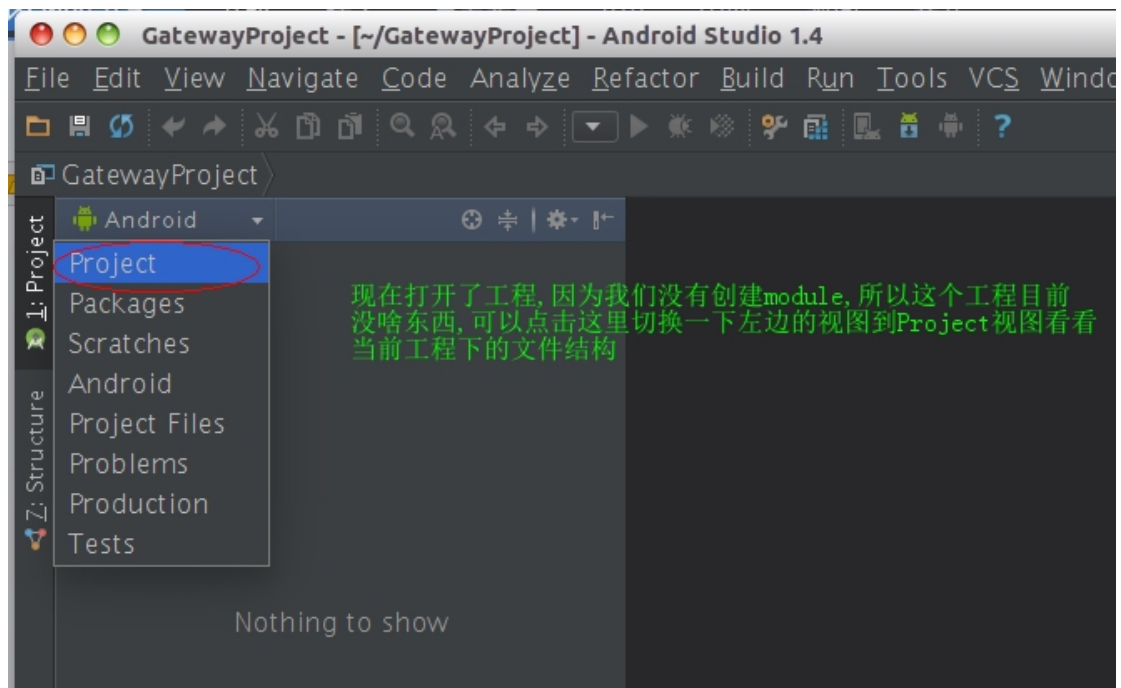 GatewayProject - [~/GatewayProject] - Android Studio 1.4
File Edit View Navigate Code Analyze Refactor Build Run Tools VCS Windo
GatewayProject
Android
1: Project
Project
Packages
Scratches
Android
Project Files
Problems
Production
Tests
Z: Structure
现在打开了工程,因为我们没有创建module,所以这个工程目前
没啥东西,可以点击这里切换一下左边的视图到Project视图看看
当前工程下的文件结构
Nothing to show